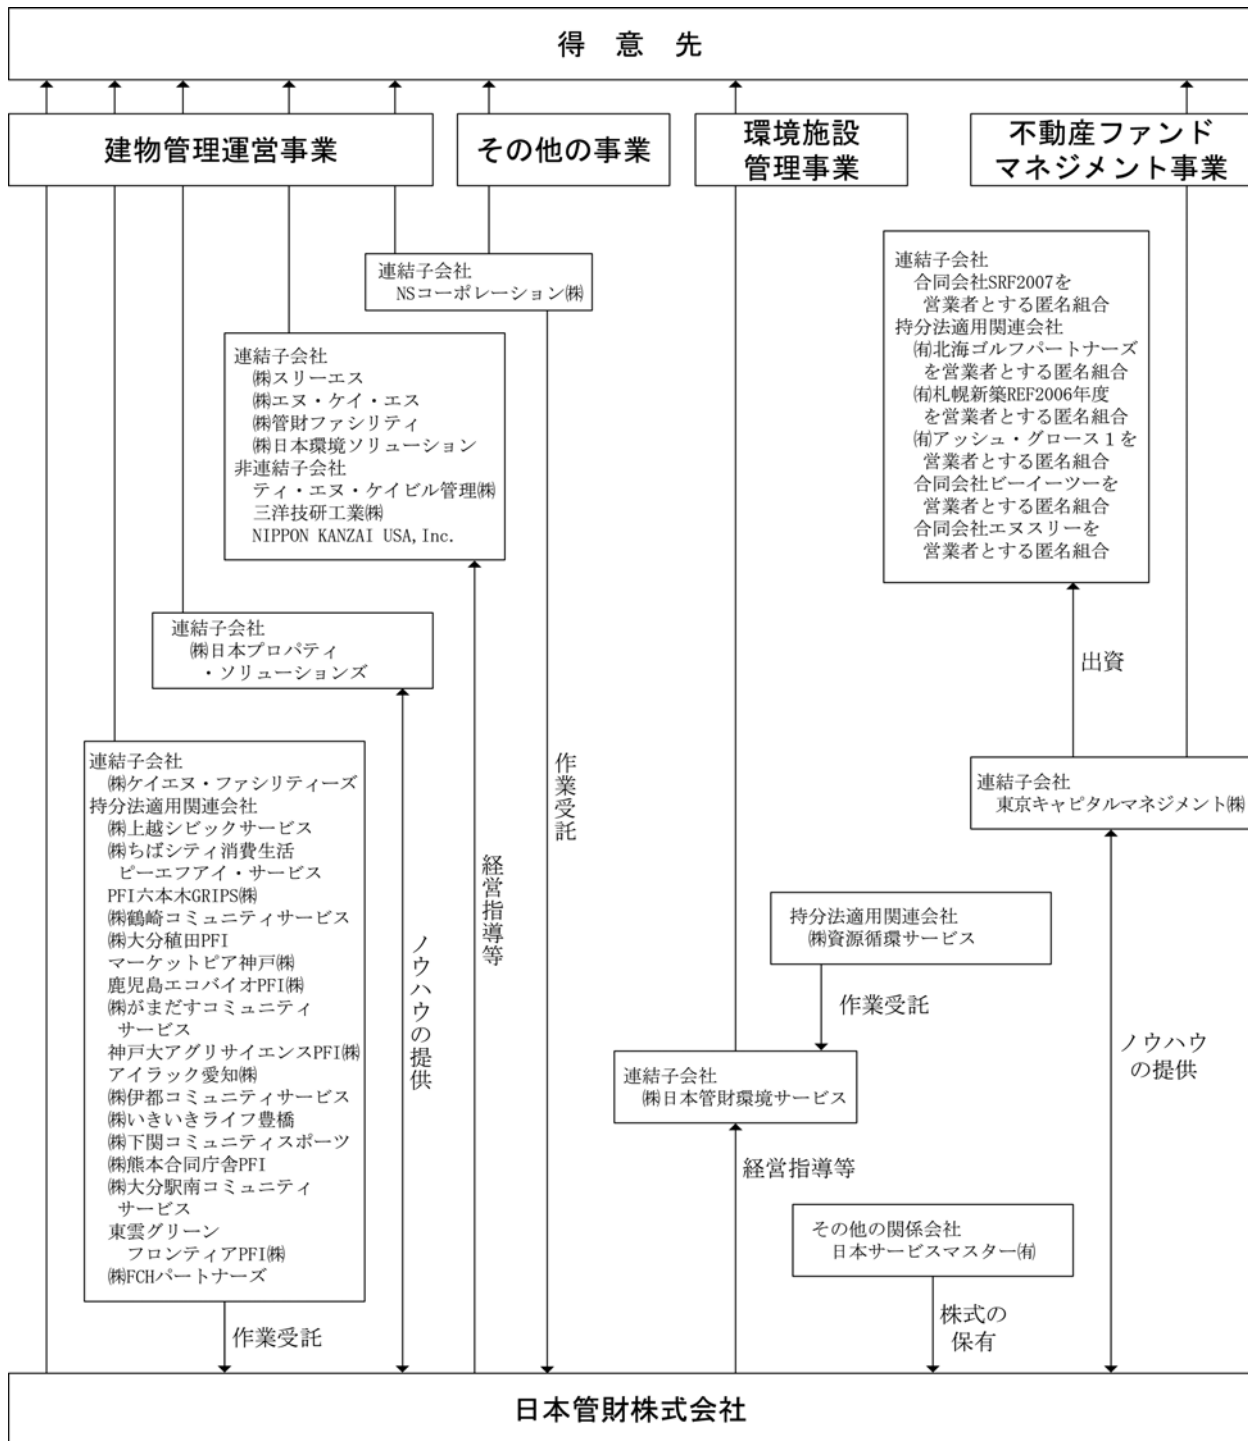 得 意 先
建物管理運営事業
その他の事業
環境施設
管理事業
不動産ファンド
マネジメント事業
連結子会社
NSコーポレーション㈱
連結子会社
㈱スリーエス
㈱エヌ・ケイ・エス
㈱管財ファシリティ
㈱日本環境ソリューション
非連結子会社
ティ・エヌ・ケイビル管理㈱
三洋技研工業㈱
NIPPON KANZAI USA,Inc.
連結子会社
合同会社SRF2007を
営業者とする匿名組合
持分法適用関連会社
㈲北海ゴルフパートナーズ
を営業者とする匿名組合
㈲札幌新築REF2006年度
を営業者とする匿名組合
㈲アッシュ・グロース１を
営業者とする匿名組合
合同会社ビーイーツーを
営業者とする匿名組合
合同会社エヌスリーを
営業者とする匿名組合
連結子会社
㈱日本プロパティ
・ソリューションズ
出資
連結子会社
㈱ケイエヌ・ファシリティーズ
持分法適用関連会社
㈱上越シビックサービス
㈱ちばシティ消費生活
ピーエフアイ・サービス
PFI六本木GRIPS㈱
㈱鶴崎コミュニティサービス
㈱大分稙田PFI
マーケットピア神戸㈱
鹿児島エコバイオPFI㈱
㈱がまだすコミュニティ
サービス
神戸大アグリサイエンスPFI㈱
アイラック愛知㈱
㈱伊都コミュニティサービス
㈱いきいきライフ豊橋
㈱下関コミュニティスポーツ
㈱熊本合同庁舎PFI
㈱大分駅南コミュニティ
サービス
東雲グリーン
フロンティアPFI㈱
㈱FCHパートナーズ
作業受託
ノウハウの提供
経営指導等
作業受託
連結子会社
東京キャピタルマネジメント㈱
持分法適用関連会社
㈱資源循環サービス
作業受託
連結子会社
㈱日本管財環境サービス
経営指導等
ノウハウ
の提供
その他の関係会社
日本サービスマスター㈲
株式の
保有
日本管財株式会社